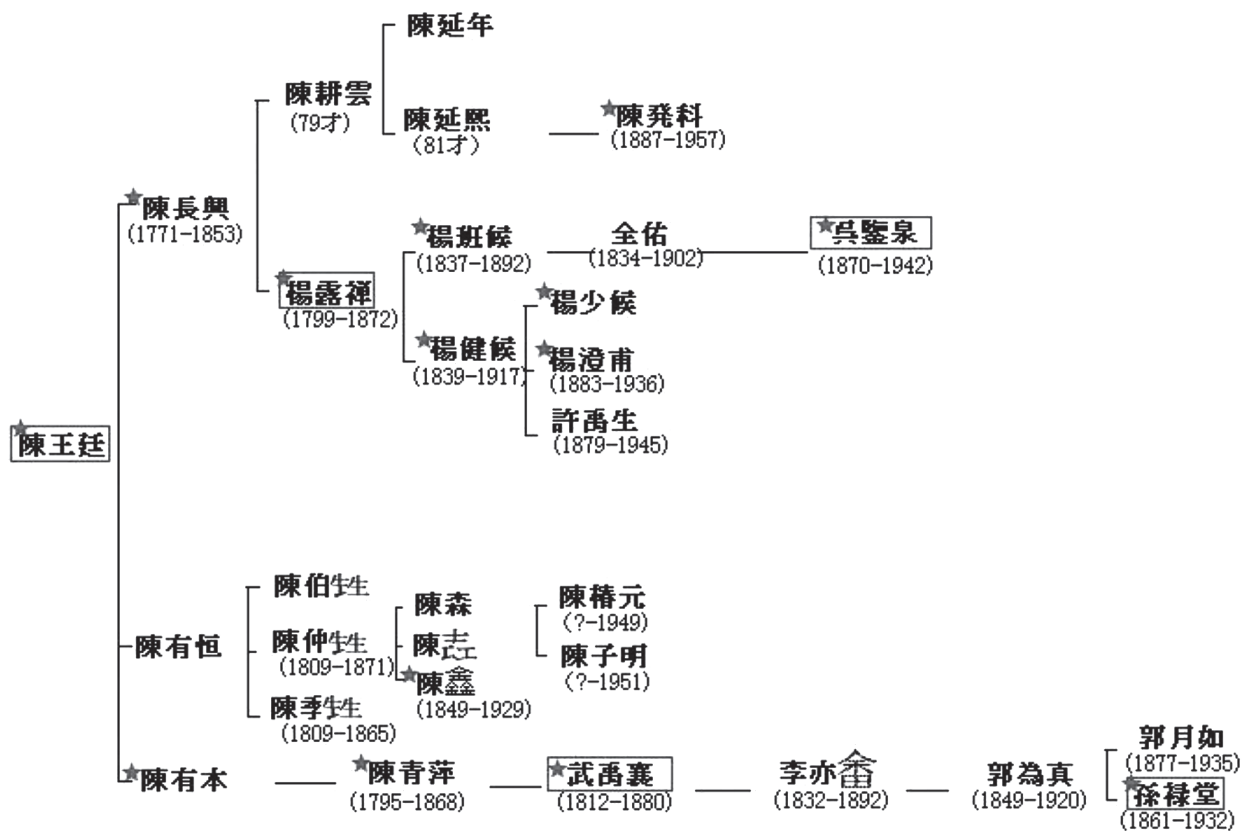 陳延年
陳耕雲
(79才)
陳延熙
(81才)
★陳発科
(1887-1957)
★陳長興
(1771-1853)
★楊班候
(1837-1892)
全佑
(1834-1902)
★呉鑒泉
(1870-1942)
★楊露禅
(1799-1872)
★楊少候
★楊健候
(1839-1917)
★楊澄甫
(1883-1936)
許禹生
(1879-1945)
★陳王廷
陳伯甡
陳森
陳椿元
(?-1949)
陳有恒
陳仲甡
(1809-1871)
陳子明
(?-1951)
★陳鑫
(1849-1929)
陳季甡
(1809-1865)
★陳有本
★陳青萍
(1795-1868)
★武禹襄
(1812-1880)
李亦畬
(1832-1892)
郭為真
(1849-1920)
郭月如
(1877-1935)
★孫禄堂
(1861-1932)